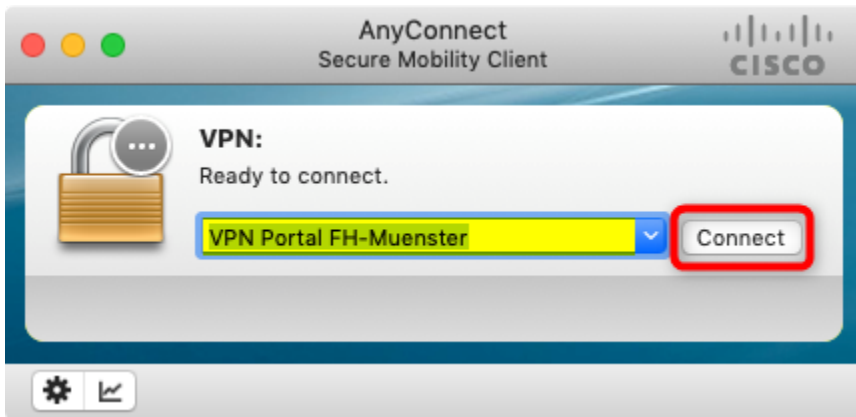 AnyConnect
Secure Mobility Client
CISCO
VPN:
Ready to connect.
VPN Portal FH-Muenster
Connect